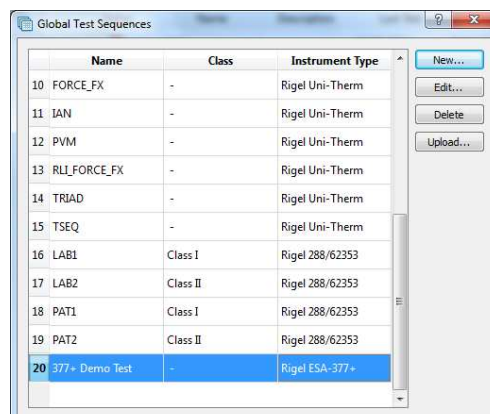 Global Test Sequences
Name Class Instrument Type
10 FORCE_FX - Rigel Uni-Therm
11 IAN - Rigel Uni-Therm
12 PVM - Rigel Uni-Therm
13 RLI_FORCE_FX - Rigel Uni-Therm
14 TRIAD - Rigel Uni-Therm
15 TSEQ - Rigel Uni-Therm
16 LAB1 Class I Rigel 288/62353
17 LAB2 Class II Rigel 288/62353
18 PAT1 Class I Rigel 288/62353
19 PAT2 Class II Rigel 288/62353
20 377+ Demo Test - Rigel ESA-377+
New...
Edit...
Delete
Upload...